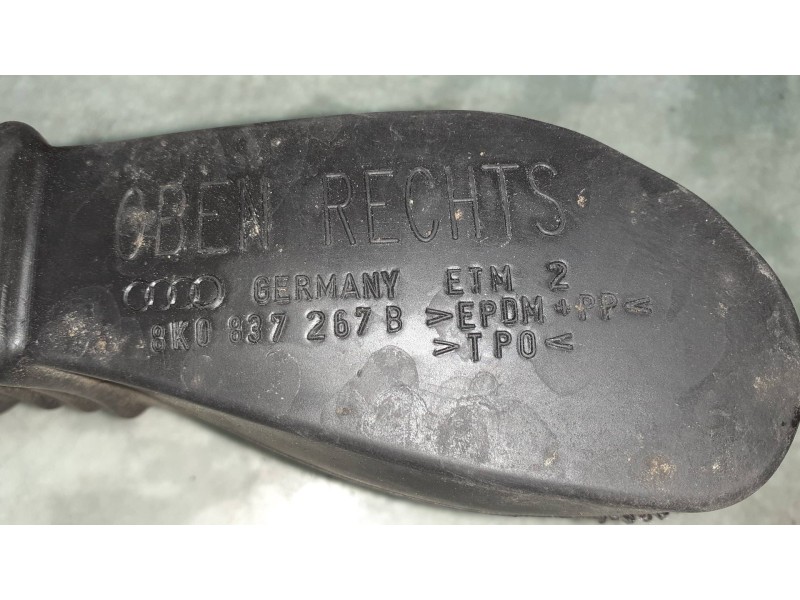 OBEN RECHTS
GERMANY ETM 2
8K0 837 267 B >EPDM+PP<
>TPO<